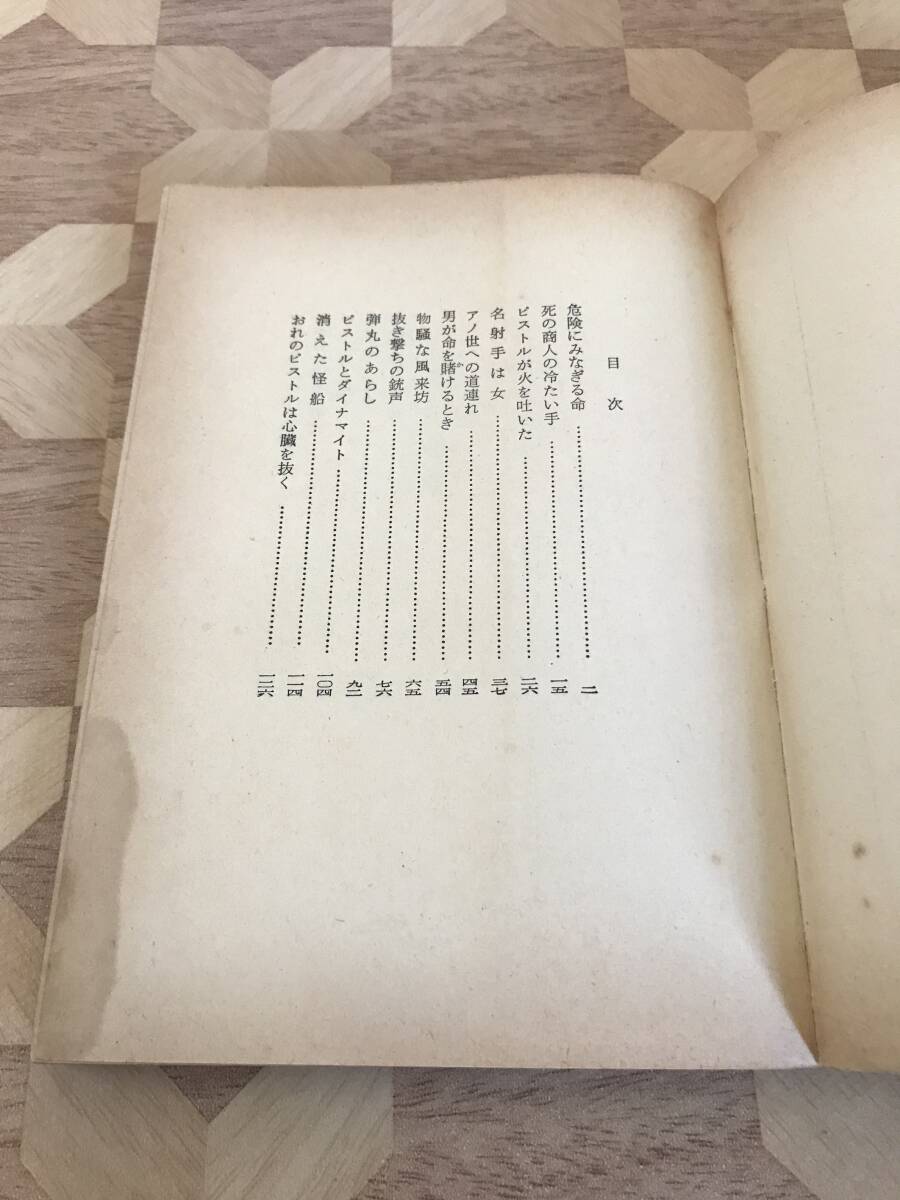 目次
危険にみなぎる命……………………二
死の商人の冷たい手……………………一五
ピストルが火を吐いた……………………二六
名射手は女……………………三七
アノ世への道連れ……………………四五
男が命を賭けるとき……………………五四
か
物騒な風来坊……………………六五
抜き撃ちの銃声……………………七六
弾丸のあらし……………………九二
ピストルとダイナマイト……………………一〇四
消えた怪船……………………一一四
おれのピストルは心臓を抜く……………………一二六